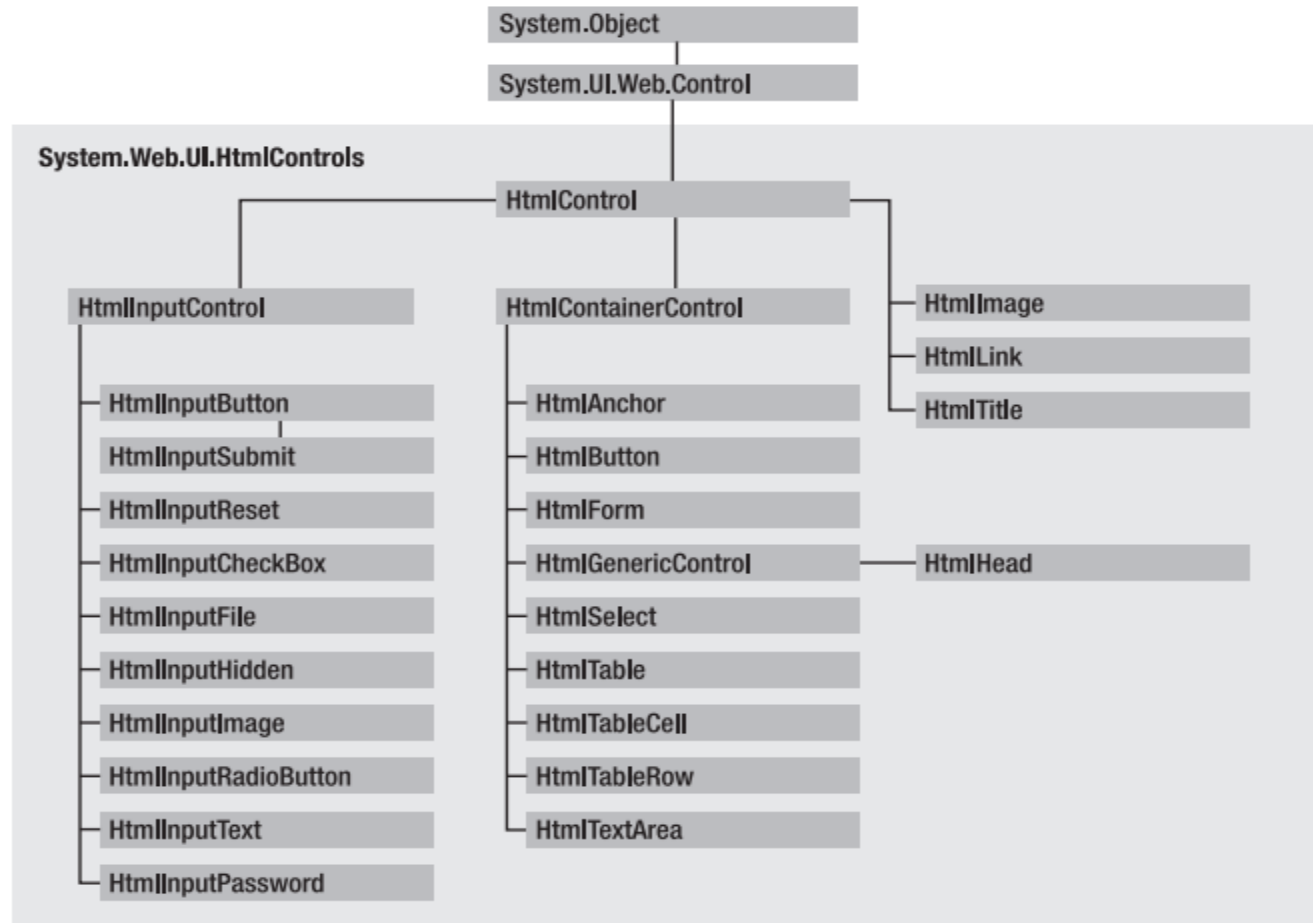 System.Object
System.UI.Web.Control
System.Web.UI.HtmlControls
HtmlControl
HtmlInputControl
HtmlInputButton
HtmlInputSubmit
HtmlInputReset
HtmlInputCheckBox
HtmlInputFile
HtmlInputHidden
HtmlInputImage
HtmlInputRadioButton
HtmlInputText
HtmlInputPassword
HtmlContainerControl
HtmlAnchor
HtmlButton
HtmlForm
HtmlGenericControl
HtmlSelect
HtmlTable
HtmlTableCell
HtmlTableRow
HtmlTextArea
HtmlImage
HtmlLink
HtmlTitle
HtmlHead